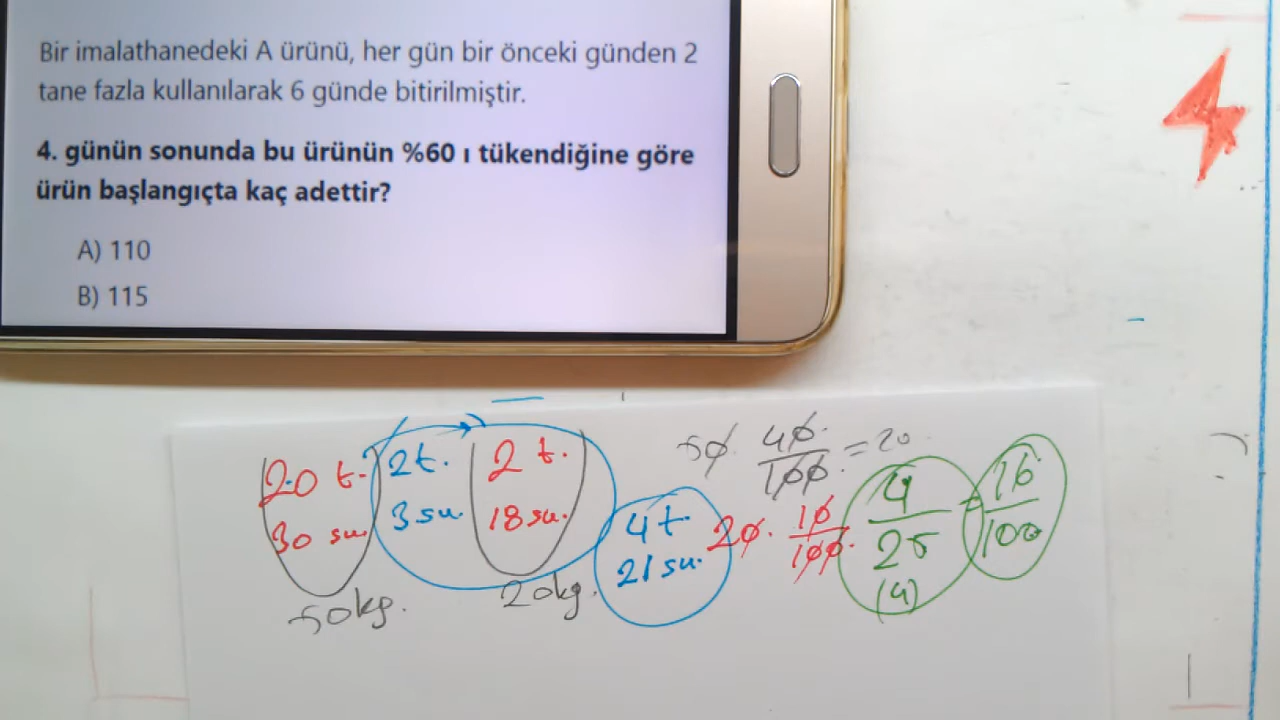 Bir imalathanedeki A ürünü, her gün bir önceki günden 2
tane fazla kullanılarak 6 günde bitirilmiştir.
4. günün sonunda bu ürünün %60 ı tükendiğine göre
ürün başlangıçta kaç adettir?
A) 110
B) 115
20 t. 2t. 2 t.
30 su. 3 su. 18 su.
50kg. 20kg.
4t
21 su.
50. 40/100 = 20
20. 10/100. 4/25 = 16/100
(4)